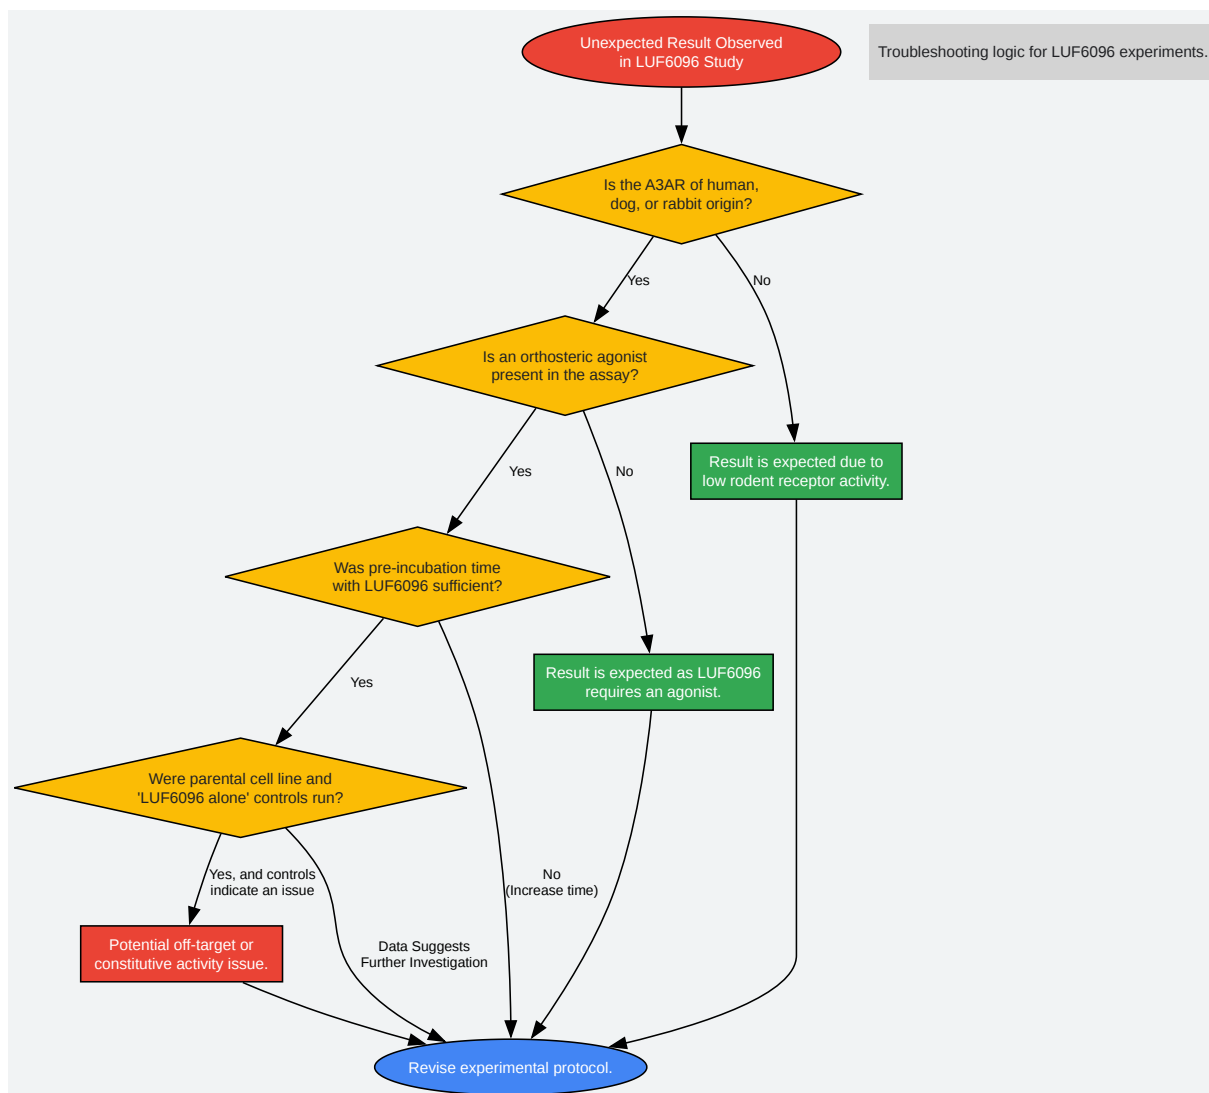 Unexpected Result Observed
in LUF6096 Study
Troubleshooting logic for LUF6096 experiments.
Is the A3AR of human,
dog, or rabbit origin?
Yes
No
Is an orthosteric agonist
present in the assay?
Yes
No
Result is expected due to
low rodent receptor activity.
Was pre-incubation time
with LUF6096 sufficient?
Yes
Result is expected as LUF6096
requires an agonist.
Were parental cell line and
'LUF6096 alone' controls run?
Yes, and controls
indicate an issue
No
(Increase time)
Potential off-target or
constitutive activity issue.
Data Suggests
Further Investigation
Revise experimental protocol.